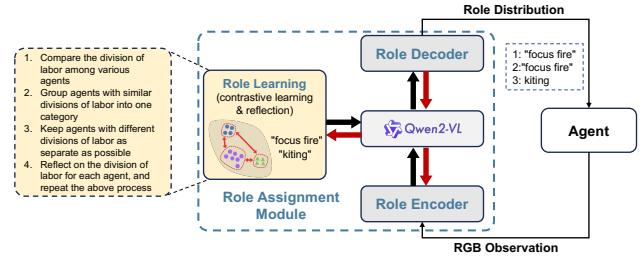 1. Compare the division of
labor among various
agents
2. Group agents with similar
divisions of labor into one
category
3. Keep agents with different
divisions of labor as
separate as possible
4. Reflect on the division of
labor for each agent, and
repeat the above process
Role Learning
(contrastive learning
& reflection)
"focus fire"
"kiting"
Role Assignment
Module
Role Decoder
Qwen2-VL
Role Encoder
Role Distribution
1: "focus fire"
2:"focus fire"
3: kiting
Agent
RGB Observation